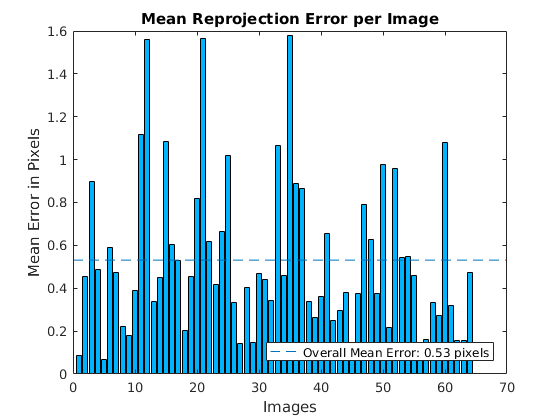 Mean Reprojection Error per Image
Mean Error in Pixels
1.6
1.4
1.2
1
0.8
0.6
0.4
0.2
0
Overall Mean Error: 0.53 pixels
0 10 20 30 40 50 60 70
Images